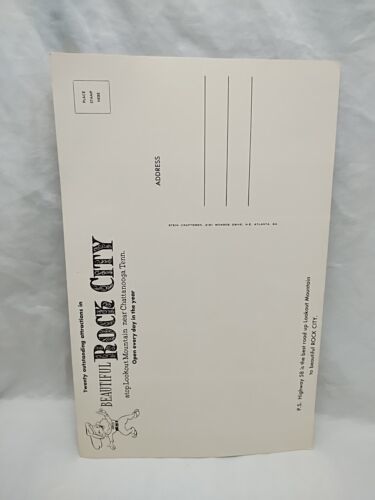 Twenty outstanding attractions in
BEAUTIFUL ROCK CITY
atop Lookout Mountain near Chattanooga, Tenn.
Open every day in the year
PLACE
STAMP
HERE
ADDRESS
P.S. Highway 58 is the best road up Lookout Mountain
to beautiful ROCK CITY.